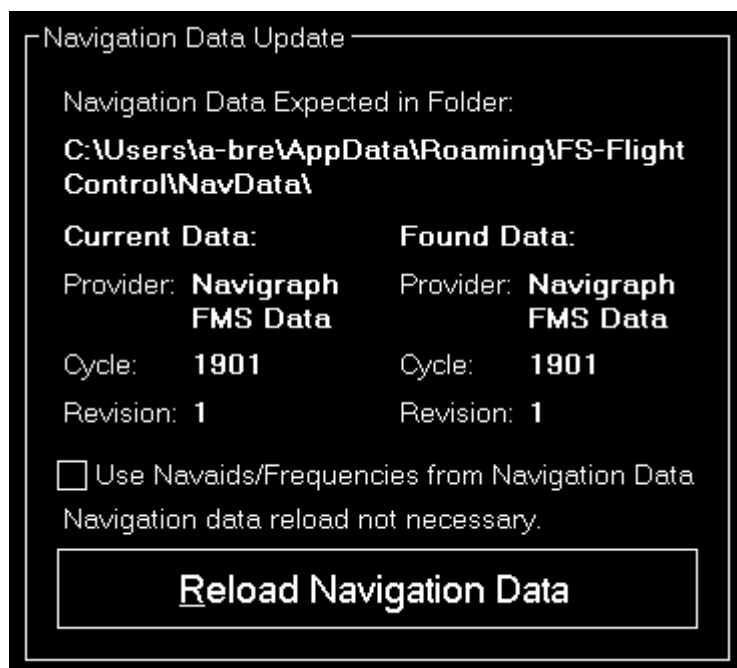 Navigation Data Update
Navigation Data Expected in Folder:
C:\Users\a-bre\AppData\Roaming\FS-Flight
Control\NavData\
Current Data: Found Data:
Provider: Navigraph Provider: Navigraph
FMS Data FMS Data
Cycle: 1901 Cycle: 1901
Revision: 1 Revision: 1
Use Navaids/Frequencies from Navigation Data
Navigation data reload not necessary.
Reload Navigation Data